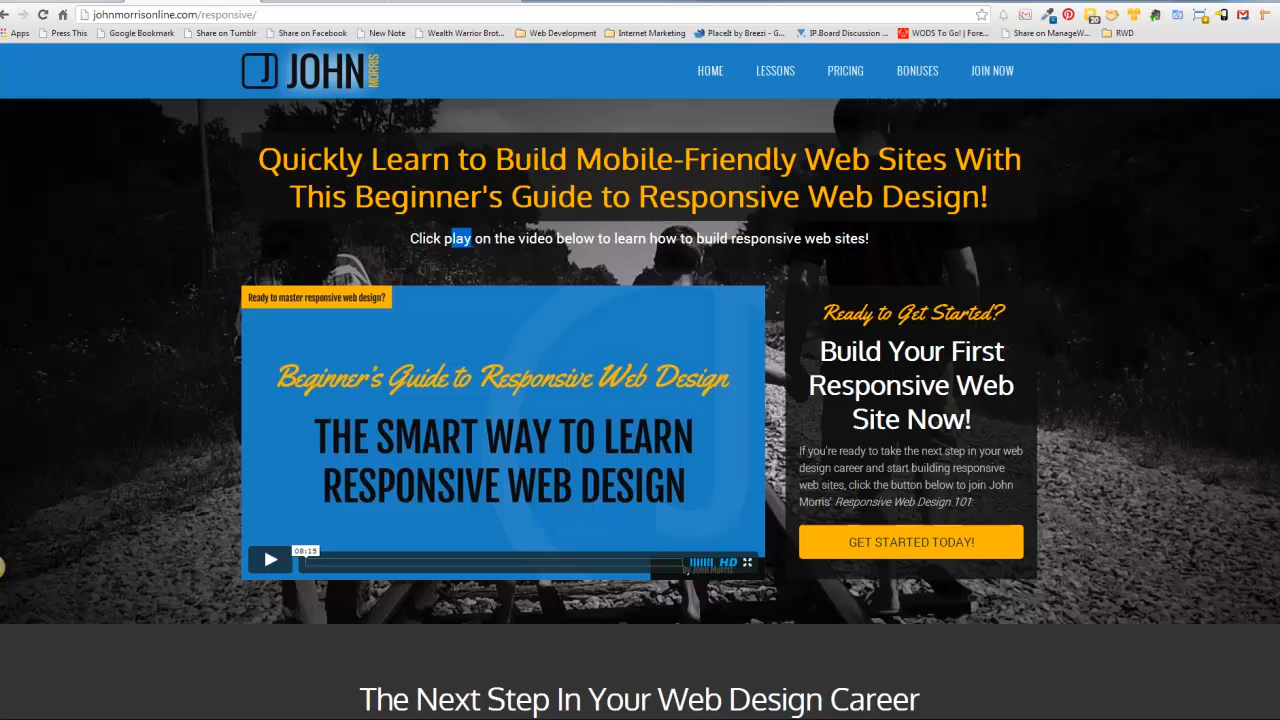 johnmorrisonline.com/responsive/
Apps Press This Google Bookmark Share on Tumblr Share on Facebook New Note Wealth Warrior Brot... Web Development Internet Marketing PlaceIt by Breezi - G... IP.Board Discussion ... WODS To Go! | Fore... Share on ManageW... RWD
J JOHN MORRIS
HOME LESSONS PRICING BONUSES JOIN NOW
Quickly Learn to Build Mobile-Friendly Web Sites With
This Beginner's Guide to Responsive Web Design!
Click play on the video below to learn how to build responsive web sites!
Ready to master responsive web design?
Beginner's Guide to Responsive Web Design
THE SMART WAY TO LEARN
RESPONSIVE WEB DESIGN
08:15
HD
by John Morris
Ready to Get Started?
Build Your First
Responsive Web
Site Now!
If you're ready to take the next step in your web
design career and start building responsive
web sites, click the button below to join John
Morris' Responsive Web Design 101:
GET STARTED TODAY!
The Next Step In Your Web Design Career